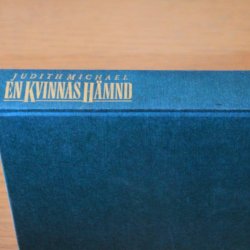 JUDITH MICHAEL
EN KVINNAS HÄMND